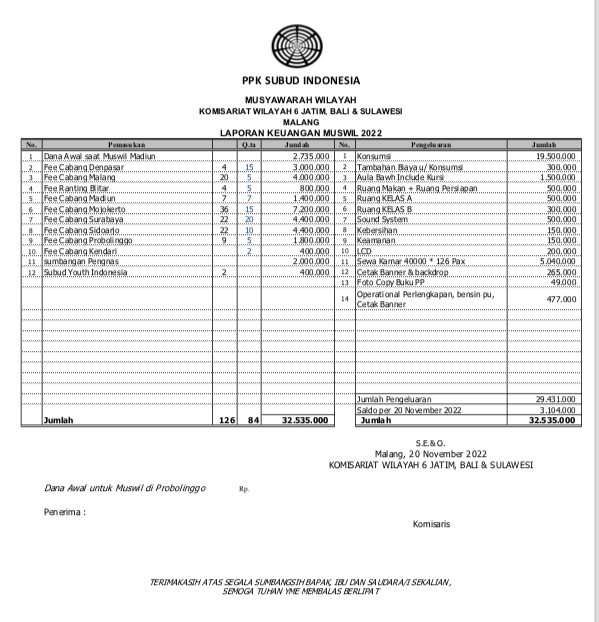 PPK SUBUD INDONESIA
MUSYAWARAH WILAYAH
KOMISARIAT WILAYAH 6 JATIM, BALI & SULAWESI
MALANG
LAPORAN KEUANGAN MUSWIL 2022
No. Pemasukan Q.ta Jumlah No. Pengeluaran Jumlah
1 Dana Awal saat Muswil Madiun 2.735.000 1 Konsumsi 19.500.000
2 Fee Cabang Denpasar 4 15 3.000.000 2 Tambahan Biaya u/ Konsumsi 300.000
3 Fee Cabang Malang 20 5 4.000.000 3 Aula Bawh Include Kursi 1.500.000
4 Fee Ranting Blitar 4 5 800.000 4 Ruang Makan + Ruang Persiapan 500.000
5 Fee Cabang Madiun 7 7 1.400.000 5 Ruang KELAS A 500.000
6 Fee Cabang Mojokerto 36 15 7.200.000 6 Ruang KELAS B 300.000
7 Fee Cabang Surabaya 22 20 4.400.000 7 Sound System 500.000
8 Fee Cabang Sidoarjo 22 10 4.400.000 8 Kebersihan 150.000
9 Fee Cabang Probolinggo 9 5 1.800.000 9 Keamanan 150.000
10 Fee Cabang Kendari 2 400.000 10 LCD 200.000
11 sumbangan Pengnas 2.000.000 11 Sewa Kamar 40000 * 126 Pax 5.040.000
12 Subud Youth Indonesia 2 400.000 12 Cetak Banner & backdrop 265.000
13 Foto Copy Buku PP 49.000
14 Operational Perlengkapan, bensin pu, 477.000
Cetak Banner
Jumlah Pengeluaran 29.431.000
Saldo per 20 November 2022 3.104.000
Jumlah 126 84 32.535.000 Jumlah 32.535.000
S.E.& O.
Malang, 20 November 2022
KOMISARIAT WILAYAH 6 JATIM, BALI & SULAWESI
Dana Awal untuk Muswil di Probolinggo Rp.
Penerima :
Komisaris
TERIMAKASIH ATAS SEGALA SUMBANGSIH BAPAK, IBU DAN SAUDARA/I SEKALIAN,
SEMOGA TUHAN YME MEMBALAS BERLIPAT